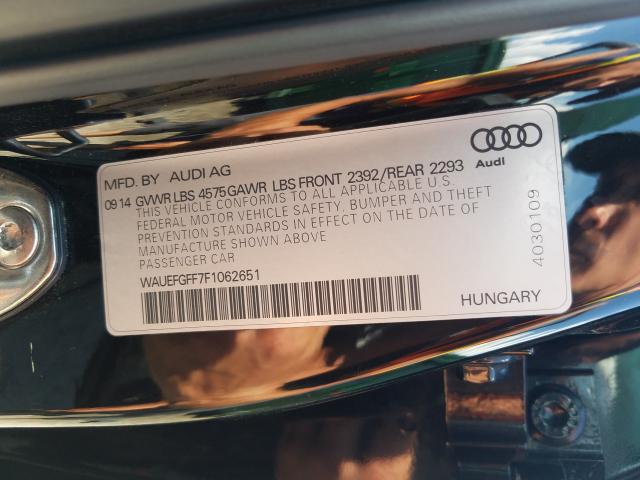 MFD. BY AUDI AG
Audi
09 14 GVWR LBS 4575 GAWR LBS FRONT 2392/REAR 2293
THIS VEHICLE CONFORMS TO ALL APPLICABLE U.S.
FEDERAL MOTOR VEHICLE SAFETY, BUMPER AND THEFT
PREVENTION STANDARDS IN EFFECT ON THE DATE OF
MANUFACTURE SHOWN ABOVE
PASSENGER CAR
WAUEFGFF7F1062651
4030109
HUNGARY